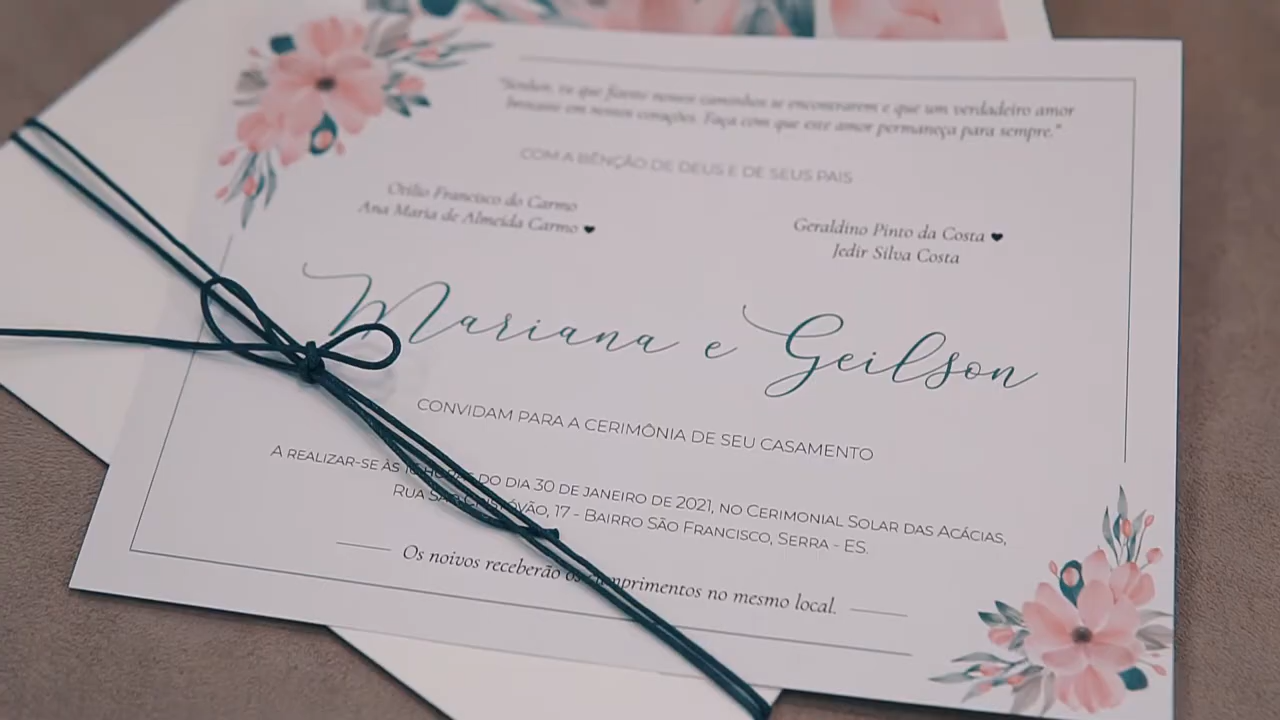 "Senhor, tu que fizeste nossos caminhos se encontrarem e que um verdadeiro amor
brotasse em nossos corações. Faça com que este amor permaneça para sempre."
COM A BÊNÇÃO DE DEUS E DE SEUS PAIS
Francisco do Carmo
Ana Maria de Almeida Carmo
Geraldino Pinto da Costa
Jedir Silva Costa
Mariana e Geilson
CONVIDAM PARA A CERIMÔNIA DE SEU CASAMENTO
A REALIZAR-SE ÀS HORAS DO DIA 30 DE JANEIRO DE 2021, NO CERIMONIAL SOLAR DAS ACÁCIAS,
RUA SÃO CRISTÓVÃO, 17 - BAIRRO SÃO FRANCISCO, SERRA - ES.
Os noivos receberão os cumprimentos no mesmo local.